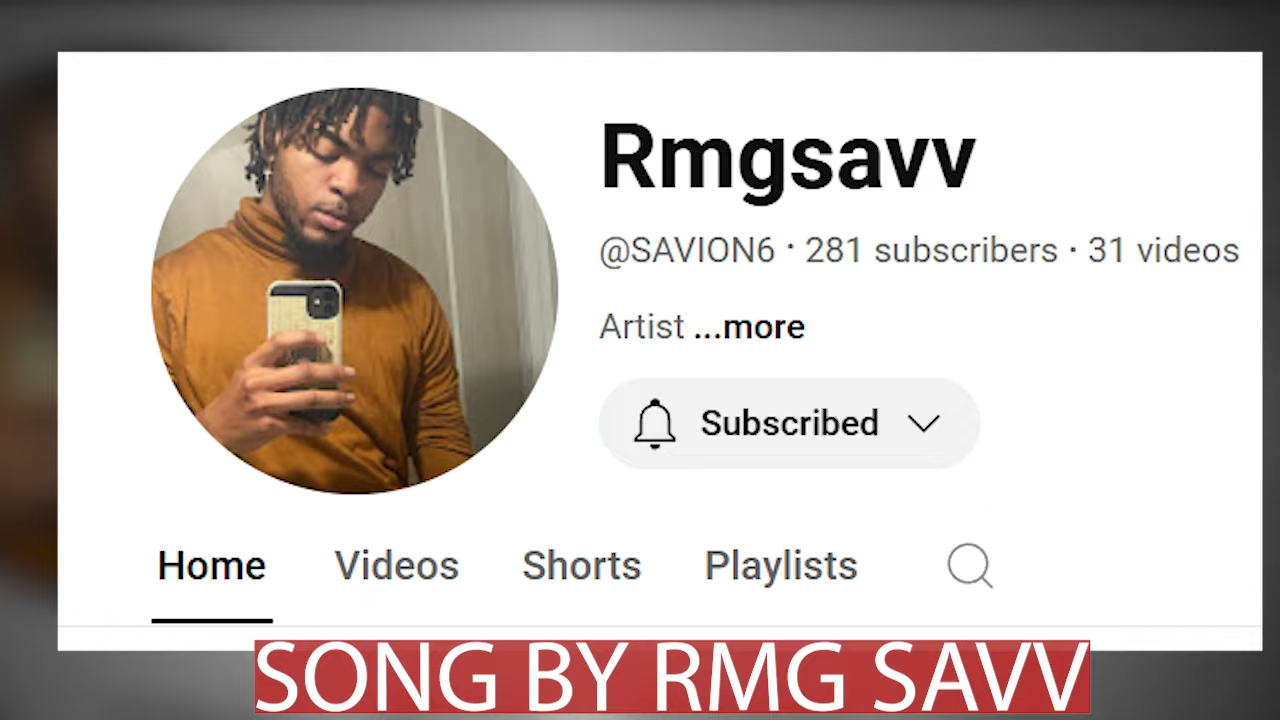 Rmgsavv
@SAVION6 · 281 subscribers · 31 videos
Artist ...more
Subscribed
Home Videos Shorts Playlists
SONG BY RMG SAVV